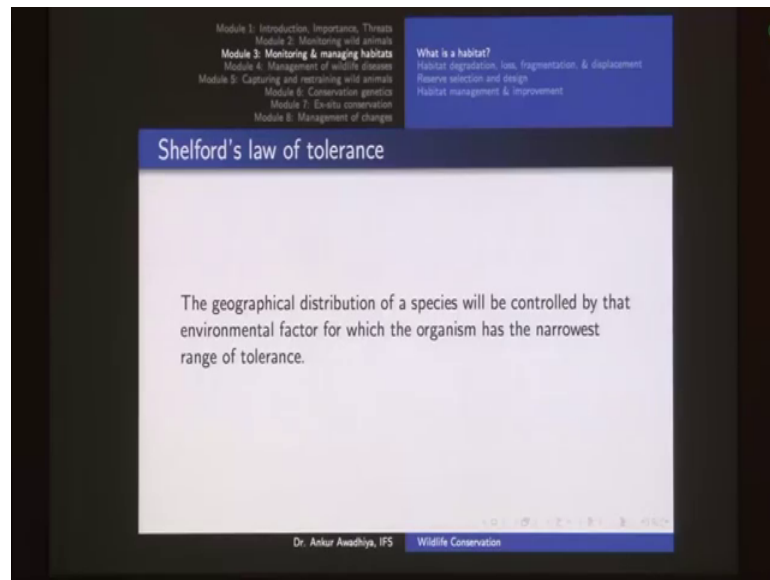 Module 1: Introduction, Importance, Threats
Module 2: Monitoring wild animals
Module 3: Monitoring & managing habitats
Module 4: Management of wildlife diseases
Module 5: Capturing and restraining wild animals
Module 6: Conservation genetics
Module 7: Ex-situ conservation
Module 8: Management of changes
What is a habitat?
Habitat degradation, loss, fragmentation, & displacement
Reserve selection and design
Habitat management & improvement
Shelford's law of tolerance
The geographical distribution of a species will be controlled by that
environmental factor for which the organism has the narrowest
range of tolerance.
Dr. Ankur Awadhiya, IFS
Wildlife Conservation